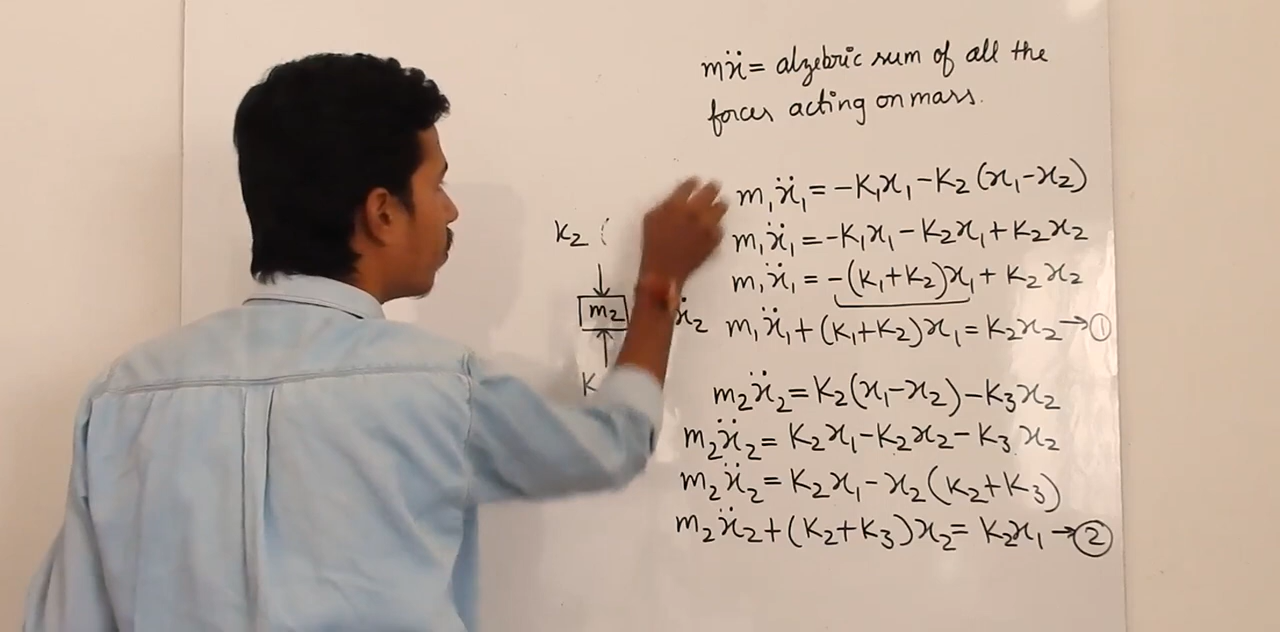 mẍ = algebric sum of all the
forces acting on mass.
m₁ẍ₁ = -K₁x₁ - K₂(x₁-x₂)
m₁ẍ₁ = -K₁x₁ - K₂x₁ + K₂x₂
m₁ẍ₁ = -(K₁+K₂)x₁ + K₂x₂
m₁ẍ₁ + (K₁+K₂)x₁ = K₂x₂ → ①
m₂ẍ₂ = K₂(x₁-x₂) - K₃x₂
m₂ẍ₂ = K₂x₁ - K₂x₂ - K₃x₂
m₂ẍ₂ = K₂x₁ - x₂(K₂+K₃)
m₂ẍ₂ + (K₂+K₃)x₂ = K₂x₁ → ②
K₂ (
m₂
ẍ₂
K